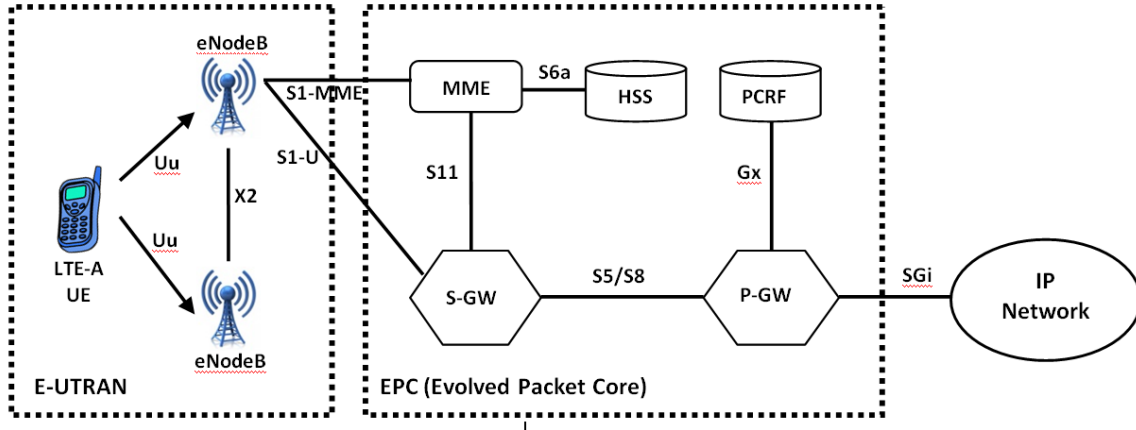 eNodeB
S1-MME
MME
S6a
HSS
PCRF
S1-U
Uu
X2
S11
Gx
Uu
LTE-A
UE
S-GW
S5/S8
P-GW
SGi
IP
Network
eNodeB
E-UTRAN
EPC (Evolved Packet Core)